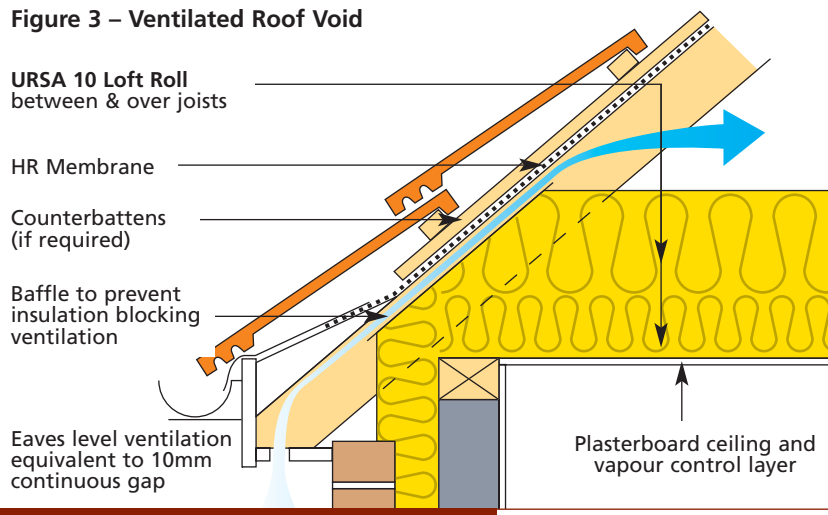 Figure 3 – Ventilated Roof Void
URSA 10 Loft Roll
between & over joists
HR Membrane
Counterbattens
(if required)
Baffle to prevent
insulation blocking
ventilation
Eaves level ventilation
equivalent to 10mm
continuous gap
Plasterboard ceiling and
vapour control layer